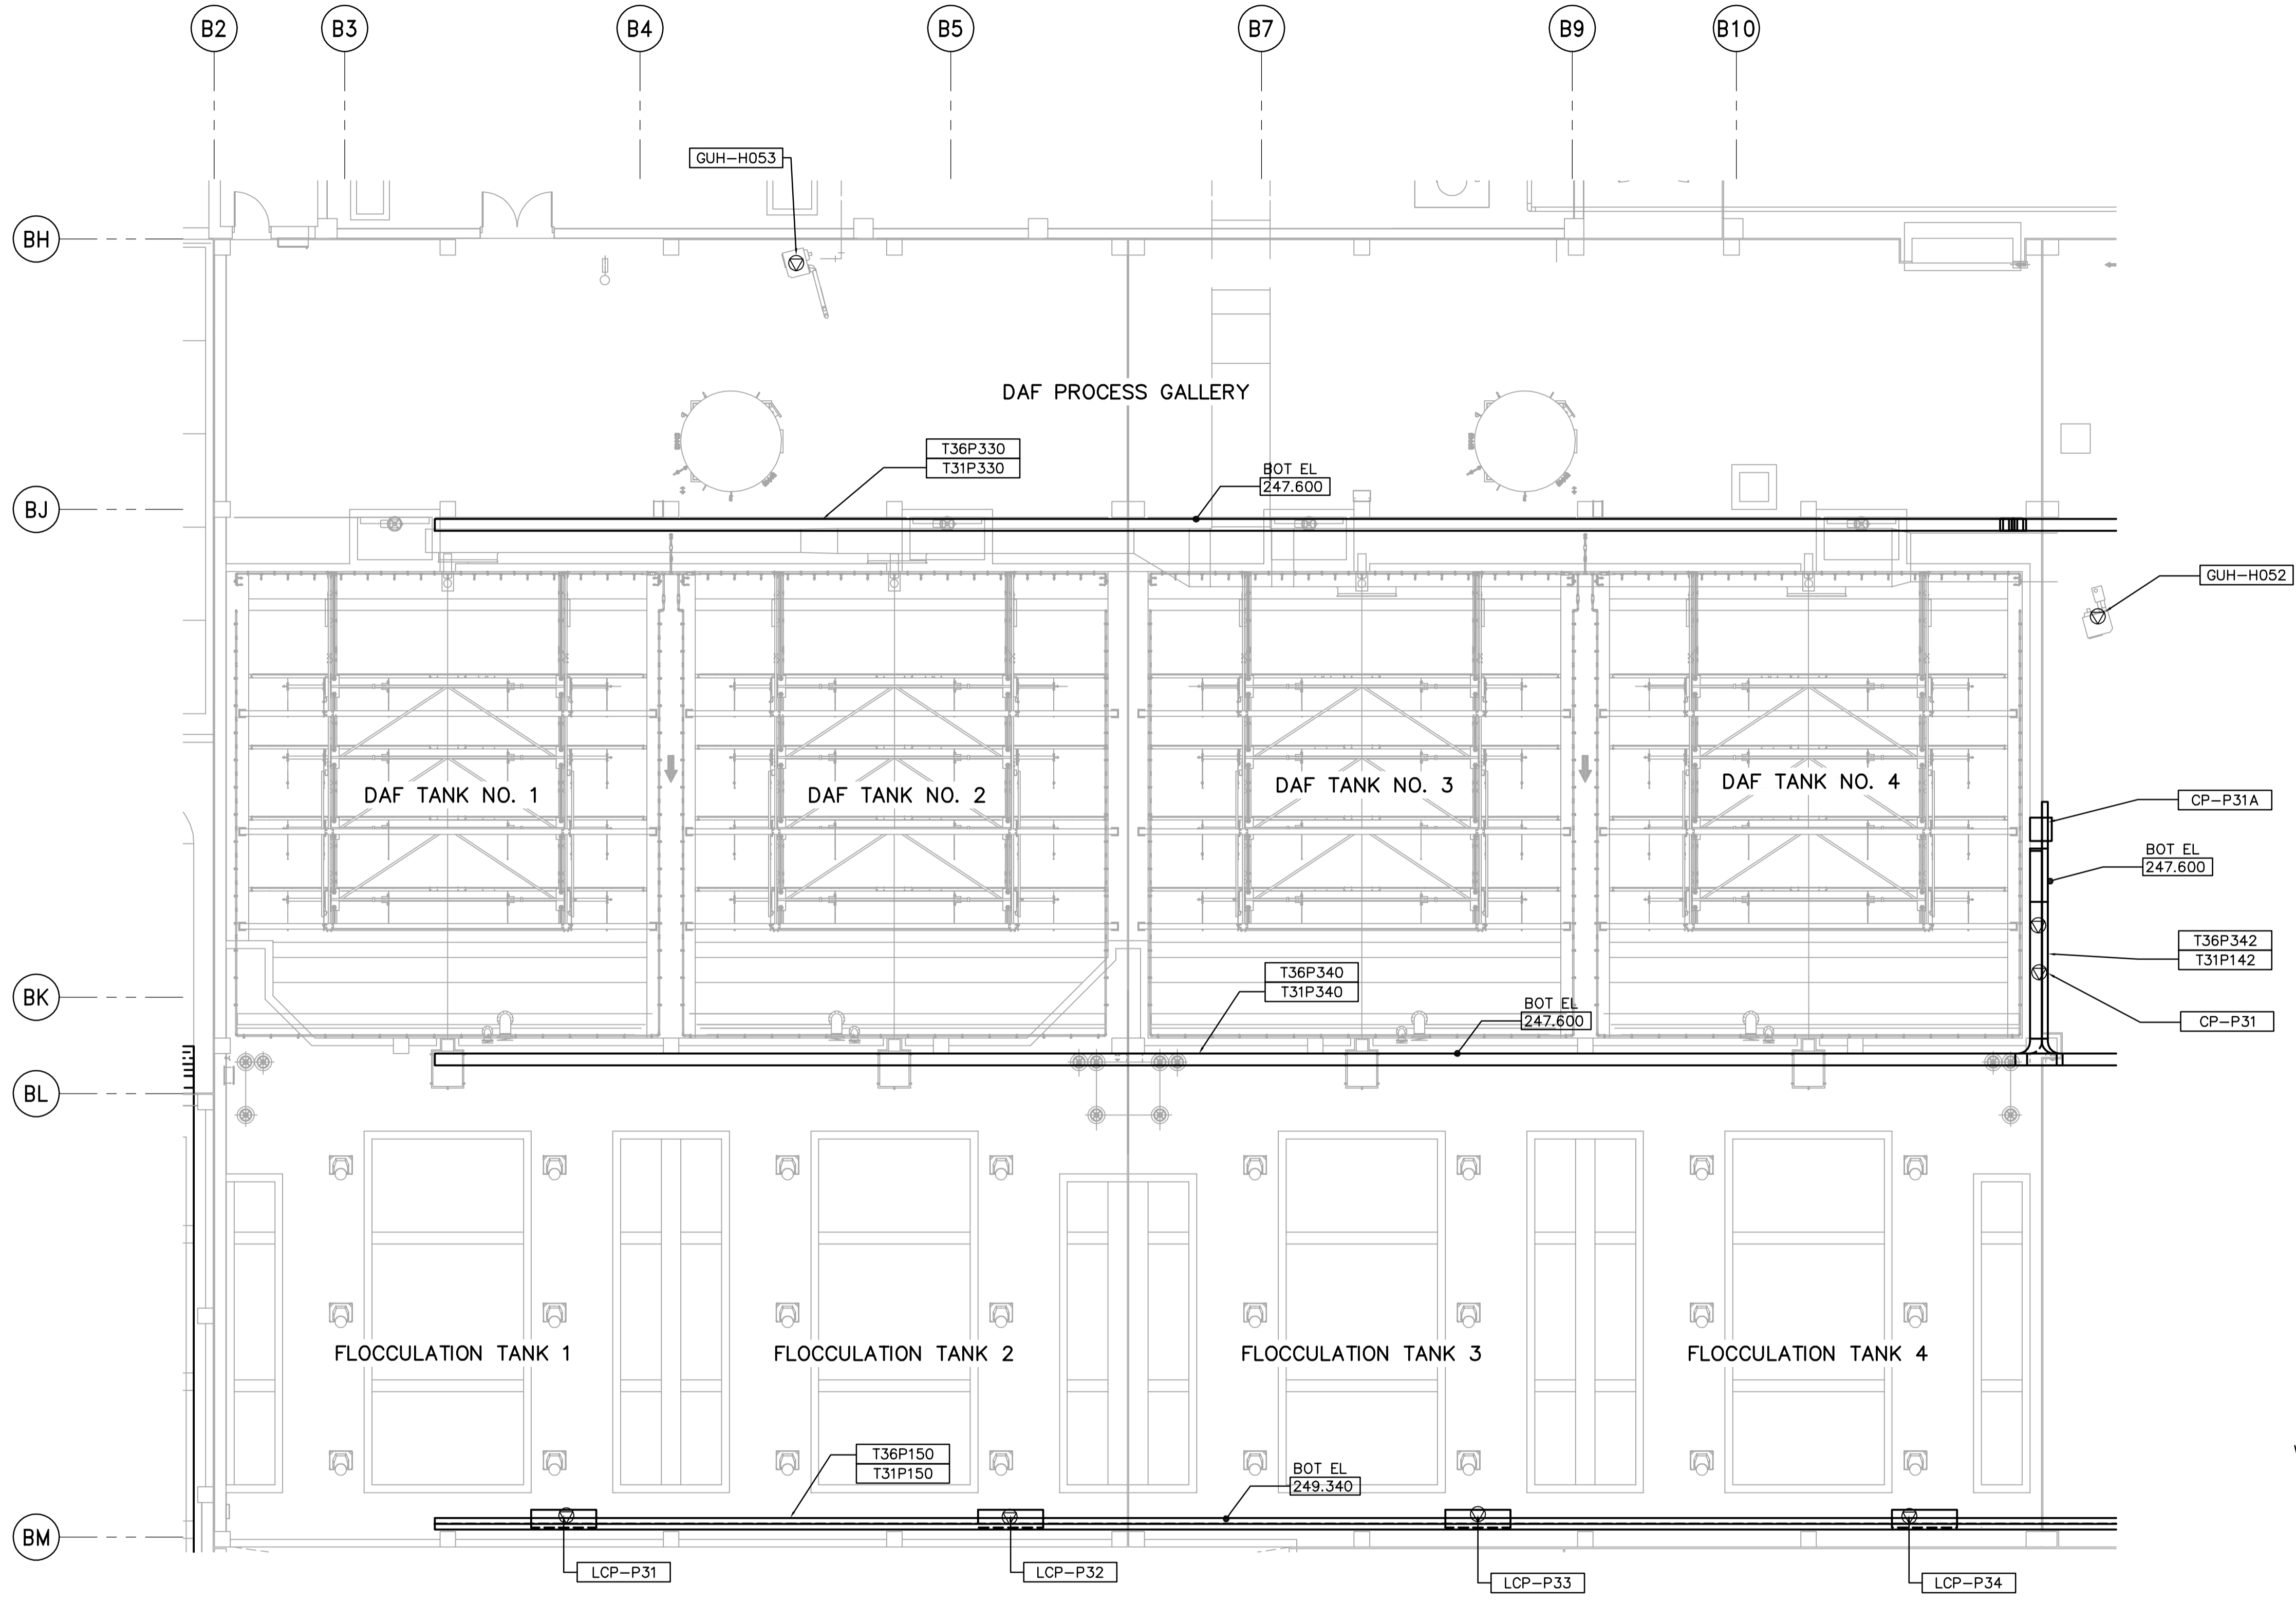 B2 B3 B4 B5 B7 B9 B10
GUH-H053
BH
DAF PROCESS GALLERY
T36P330
T31P330
BOT EL
247.600
BJ
GUH-H052
DAF TANK NO. 1
DAF TANK NO. 2
DAF TANK NO. 3
DAF TANK NO. 4
CP-P31A
BOT EL
247.600
T36P342
T31P142
T36P340
T31P340
BK
BOT EL
247.600
CP-P31
BL
FLOCCULATION TANK 1
FLOCCULATION TANK 2
FLOCCULATION TANK 3
FLOCCULATION TANK 4
T36P150
T31P150
BOT EL
249.340
BM
LCP-P31
LCP-P32
LCP-P33
LCP-P34